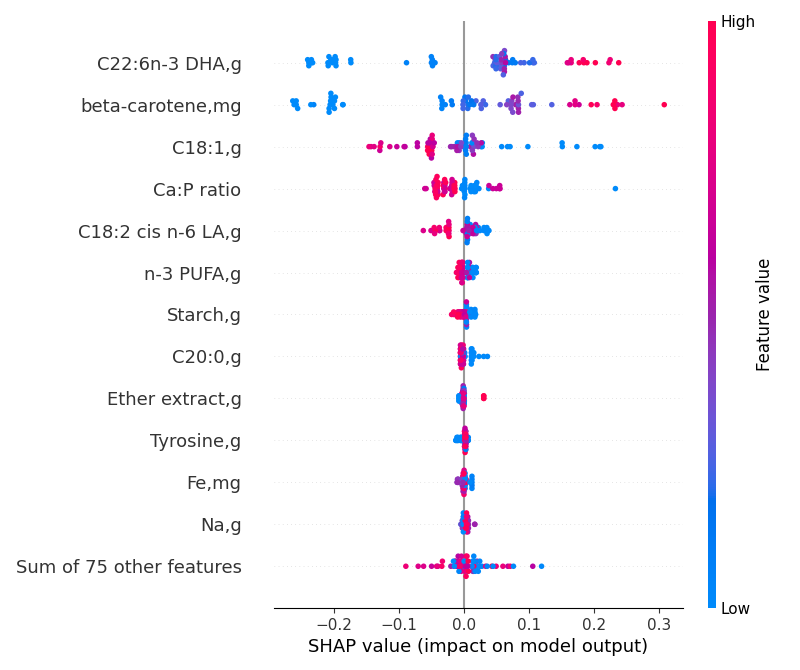 High
C22:6n-3 DHA,g
beta-carotene,mg
C18:1,g
Ca:P ratio
C18:2 cis n-6 LA,g
n-3 PUFA,g
Starch,g
C20:0,g
Ether extract,g
Tyrosine,g
Fe,mg
Na,g
Sum of 75 other features
Feature value
Low
−0.2 −0.1 0.0 0.1 0.2 0.3
SHAP value (impact on model output)